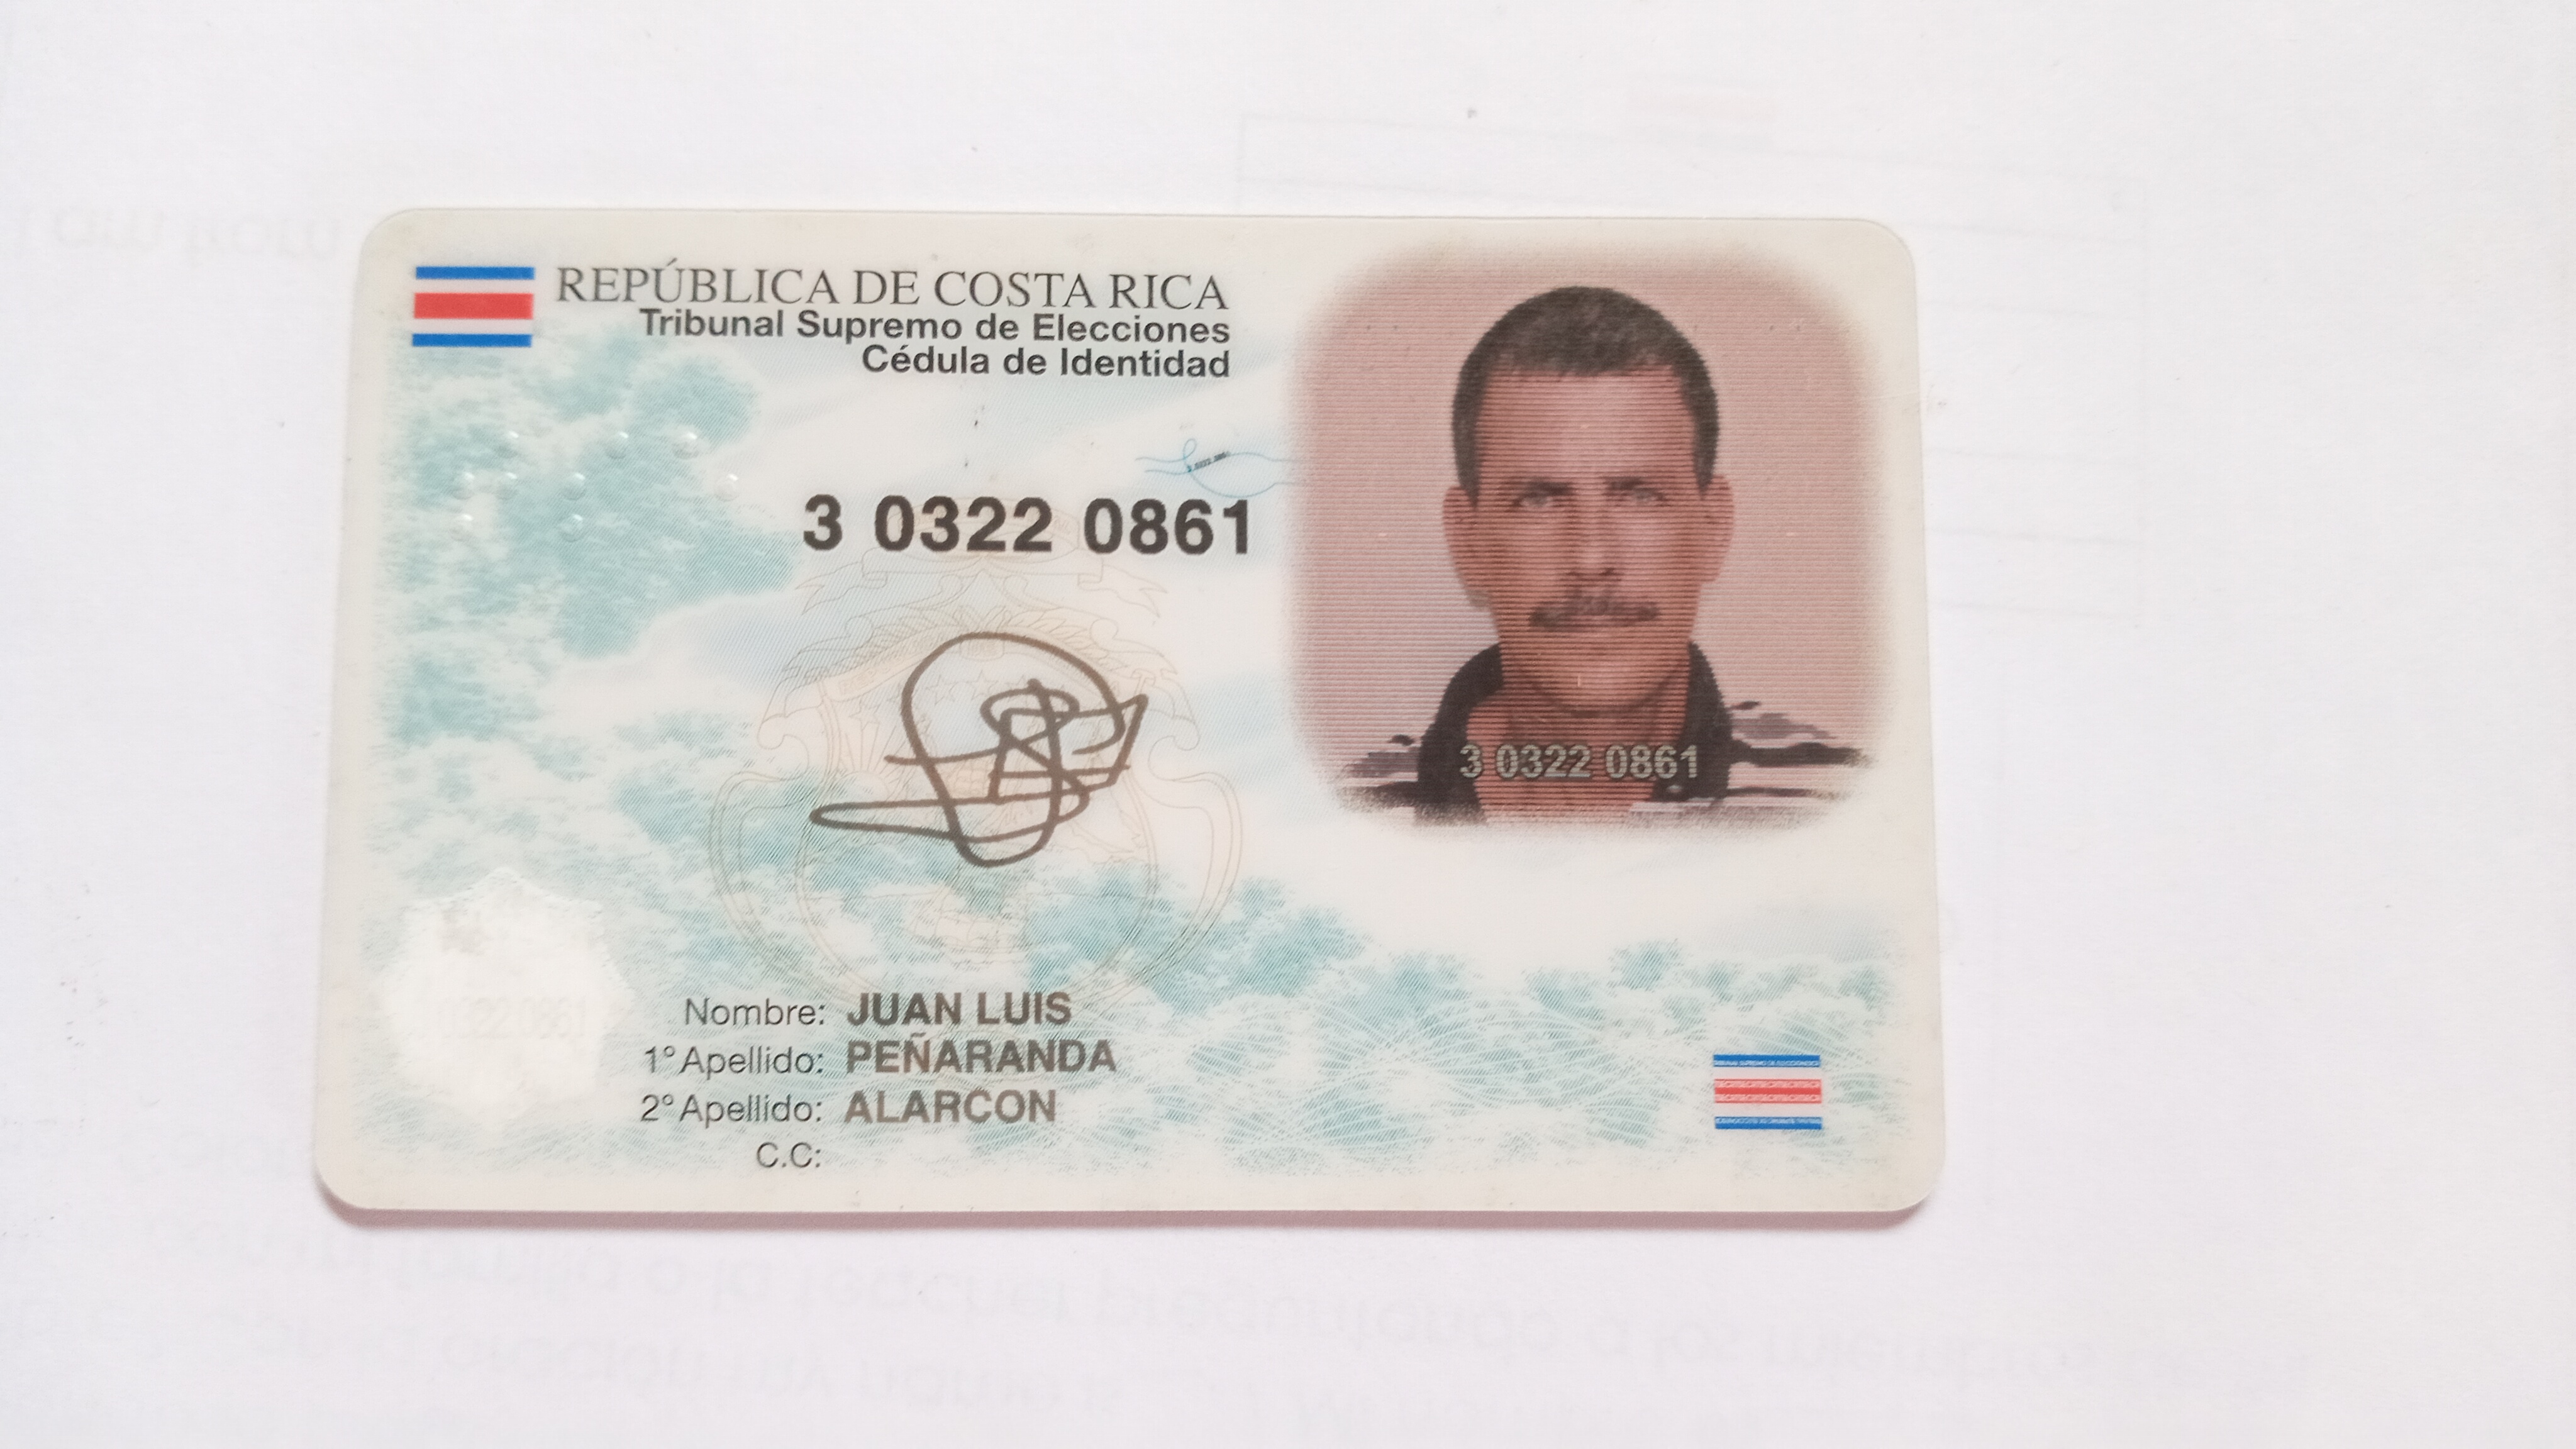 REPÚBLICA DE COSTA RICA
Tribunal Supremo de Elecciones
Cédula de Identidad
3 0322 0861
3 0322 0861
Nombre: JUAN LUIS
1° Apellido: PEÑARANDA
2° Apellido: ALARCON
C.C: